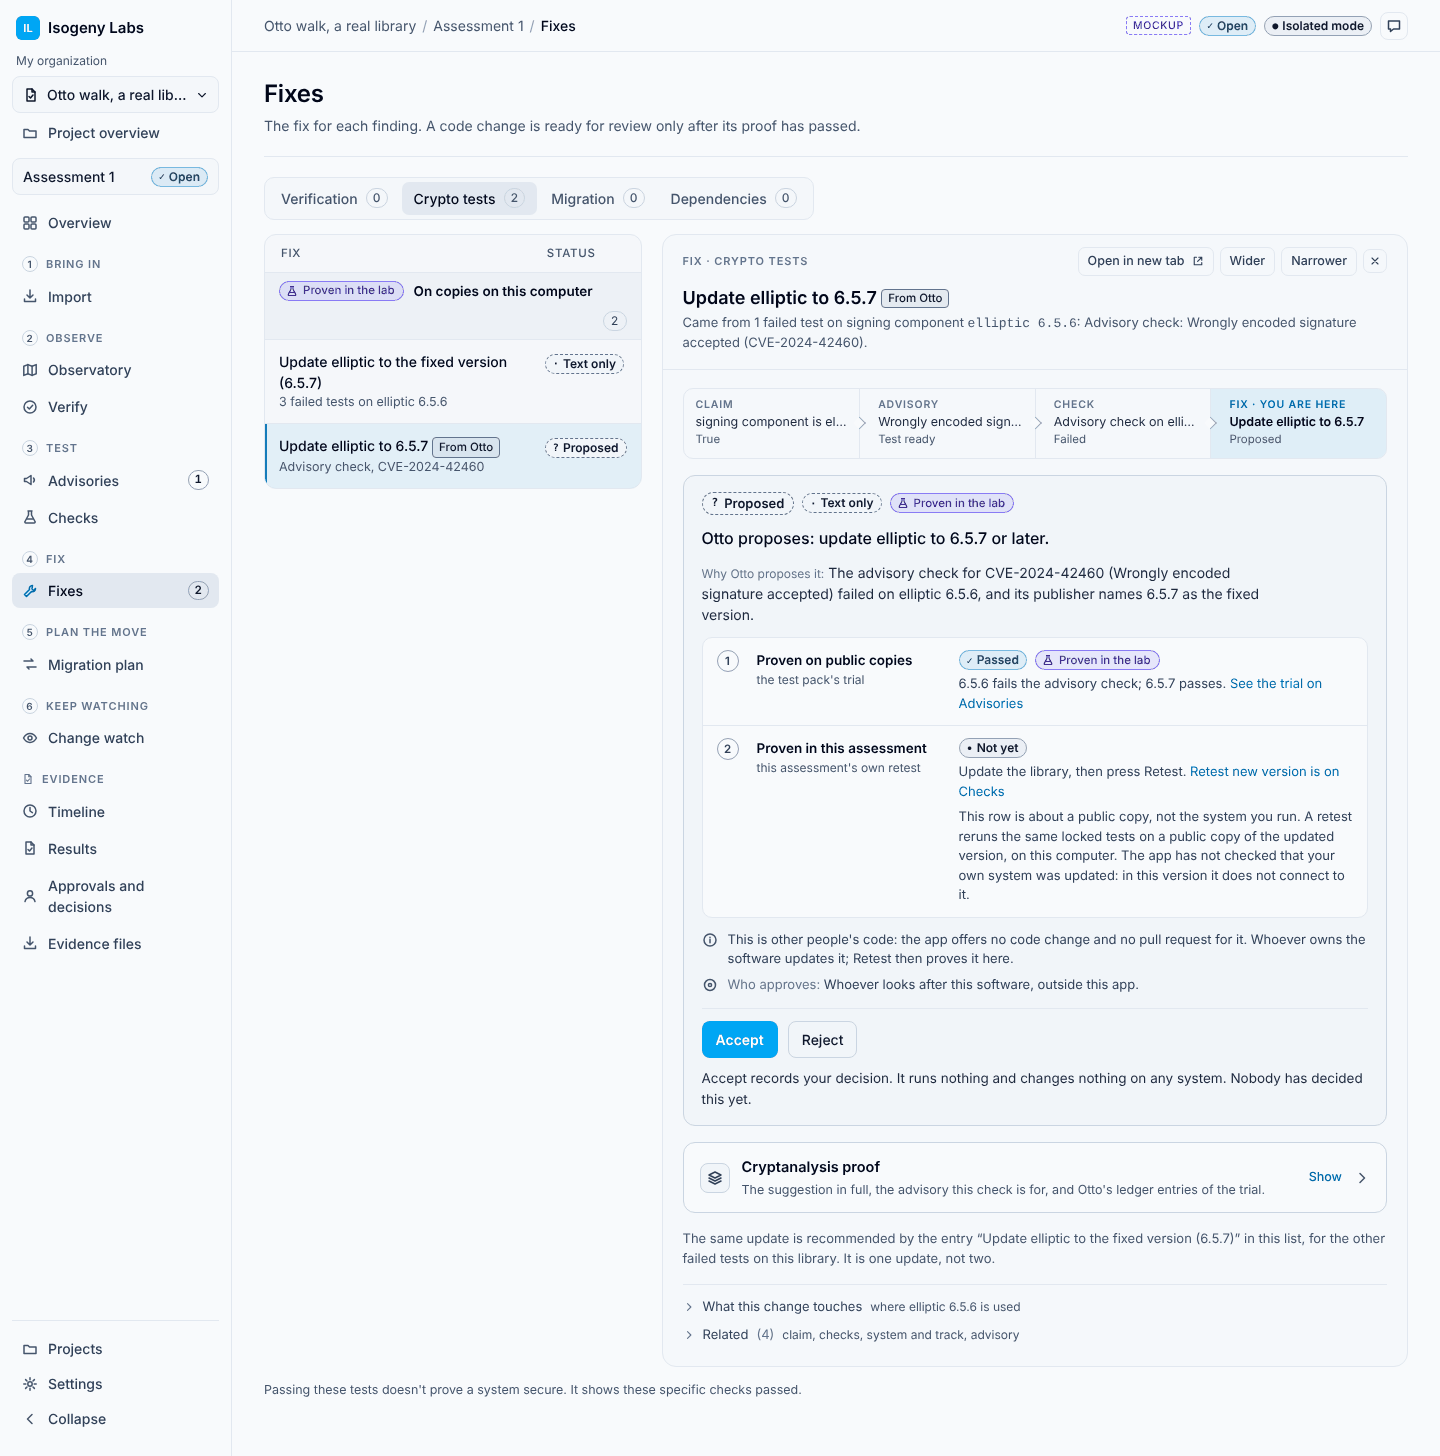 IL Isogeny Labs
My organization
Otto walk, a real lib...
Project overview
Assessment 1 ✓ Open
Overview
1 BRING IN
Import
2 OBSERVE
Observatory
Verify
3 TEST
Advisories 1
Checks
4 FIX
Fixes 2
5 PLAN THE MOVE
Migration plan
6 KEEP WATCHING
Change watch
EVIDENCE
Timeline
Results
Approvals and
decisions
Evidence files
Projects
Settings
Collapse
Otto walk, a real library / Assessment 1 / Fixes
MOCKUP ✓ Open • Isolated mode
Fixes
The fix for each finding. A code change is ready for review only after its proof has passed.
Verification 0 Crypto tests 2 Migration 0 Dependencies 0
FIX STATUS
Proven in the lab On copies on this computer
2
Update elliptic to the fixed version
(6.5.7)
· Text only
3 failed tests on elliptic 6.5.6
Update elliptic to 6.5.7 From Otto ? Proposed
Advisory check, CVE-2024-42460
FIX · CRYPTO TESTS Open in new tab Wider Narrower ×
Update elliptic to 6.5.7 From Otto
Came from 1 failed test on signing component elliptic 6.5.6: Advisory check: Wrongly encoded signature
accepted (CVE-2024-42460).
CLAIM
signing component is el...
True
ADVISORY
Wrongly encoded sign...
Test ready
CHECK
Advisory check on elli...
Failed
FIX · YOU ARE HERE
Update elliptic to 6.5.7
Proposed
? Proposed · Text only Proven in the lab
Otto proposes: update elliptic to 6.5.7 or later.
Why Otto proposes it: The advisory check for CVE-2024-42460 (Wrongly encoded
signature accepted) failed on elliptic 6.5.6, and its publisher names 6.5.7 as the fixed
version.
1 Proven on public copies
the test pack's trial
✓ Passed Proven in the lab
6.5.6 fails the advisory check; 6.5.7 passes. See the trial on
Advisories
2 Proven in this assessment
this assessment's own retest
• Not yet
Update the library, then press Retest. Retest new version is on
Checks
This row is about a public copy, not the system you run. A retest
reruns the same locked tests on a public copy of the updated
version, on this computer. The app has not checked that your
own system was updated: in this version it does not connect to
it.
This is other people's code: the app offers no code change and no pull request for it. Whoever owns the
software updates it; Retest then proves it here.
Who approves: Whoever looks after this software, outside this app.
Accept Reject
Accept records your decision. It runs nothing and changes nothing on any system. Nobody has decided
this yet.
Cryptanalysis proof
The suggestion in full, the advisory this check is for, and Otto's ledger entries of the trial.
Show
The same update is recommended by the entry “Update elliptic to the fixed version (6.5.7)” in this list, for the other
failed tests on this library. It is one update, not two.
What this change touches where elliptic 6.5.6 is used
Related (4) claim, checks, system and track, advisory
Passing these tests doesn't prove a system secure. It shows these specific checks passed.